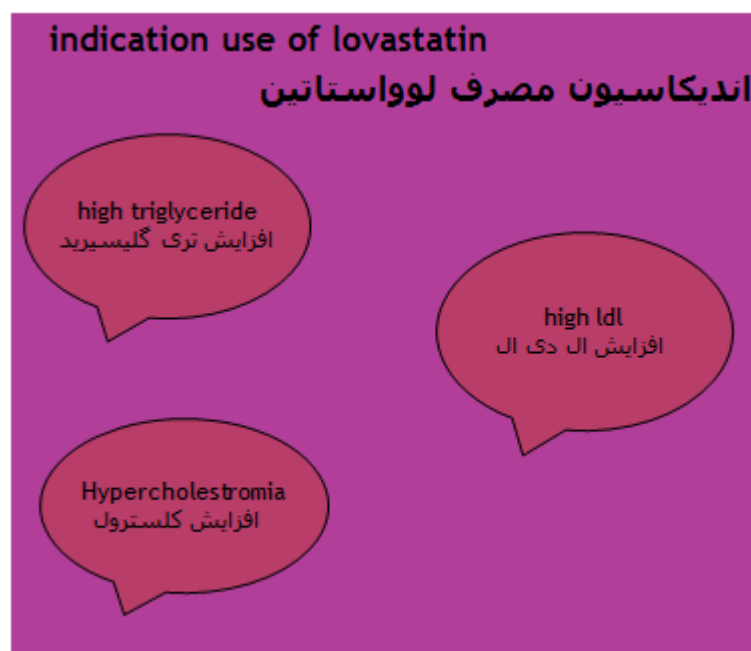 indication use of lovastatin
اندیکاسیون مصرف لوواستاتین
high triglyceride
افزایش تری گلیسیرید
high ldl
افزایش ال دی ال
Hypercholestromia
افزایش کلسترول